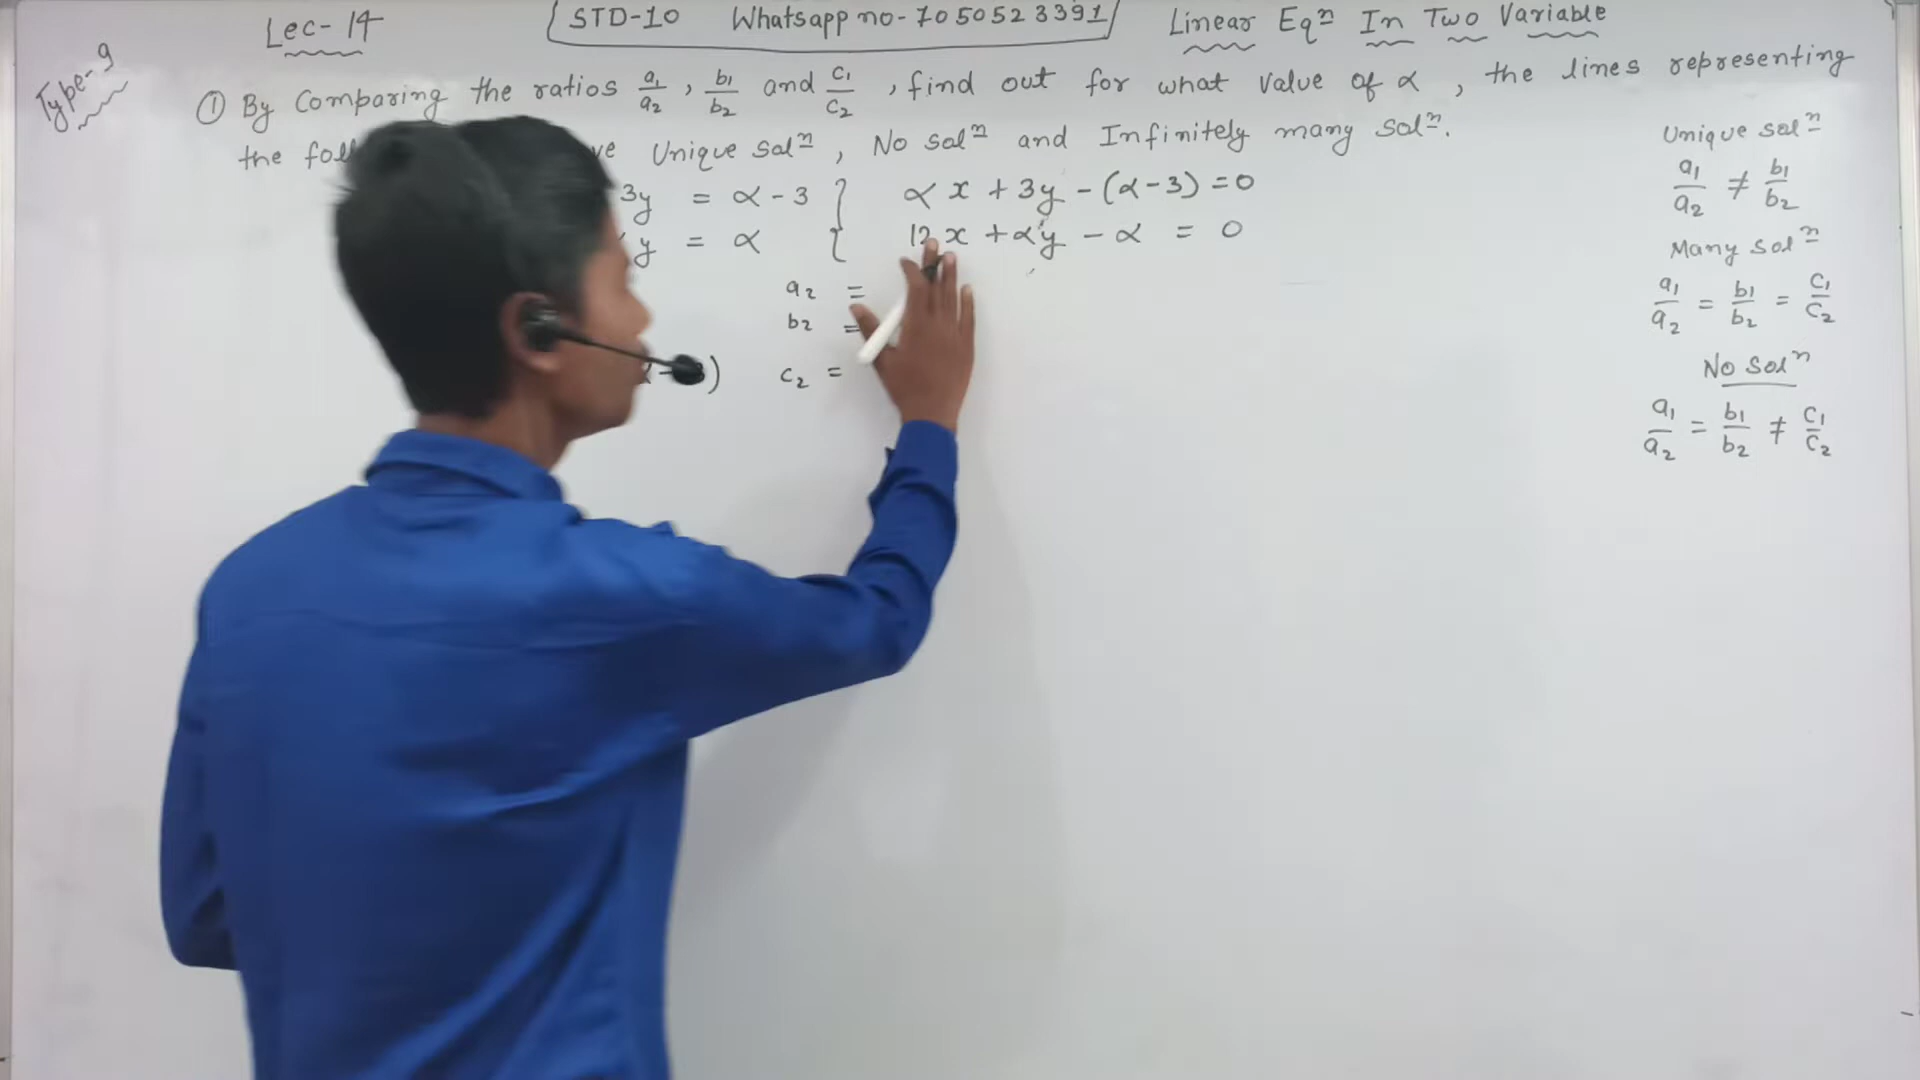 Lec-14 STD-10 Whatsapp no-7050523391 Linear Eqⁿ In Two Variable
Type-9
① By Comparing the ratios a₁/a₂, b₁/b₂ and c₁/c₂, find out for what value of α, the lines representing
the Unique solⁿ, No solⁿ and Infinitely many solⁿ.
3y = α-3 } αx + 3y - (α-3) = 0
y = α { 12x + αy - α = 0
a₂ =
b₂ =
c₂ =
Unique solⁿ
a₁/a₂ ≠ b₁/b₂
Many solⁿ
a₁/a₂ = b₁/b₂ = c₁/c₂
No solⁿ
a₁/a₂ = b₁/b₂ ≠ c₁/c₂